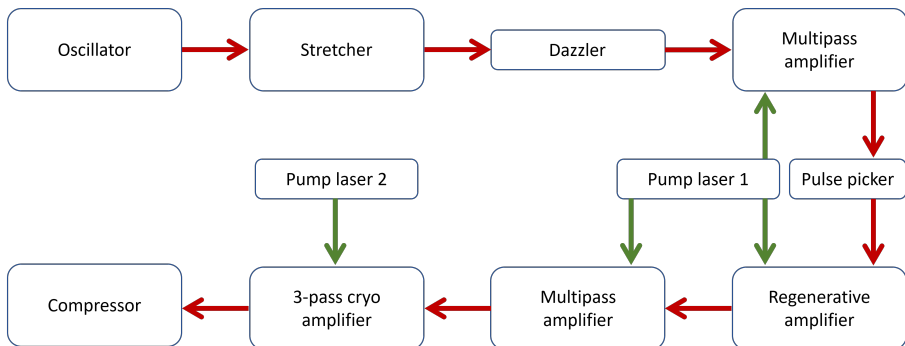 Oscillator
Stretcher
Dazzler
Multipass
amplifier
Pump laser 2
Pump laser 1
Pulse picker
Compressor
3-pass cryo
amplifier
Multipass
amplifier
Regenerative
amplifier